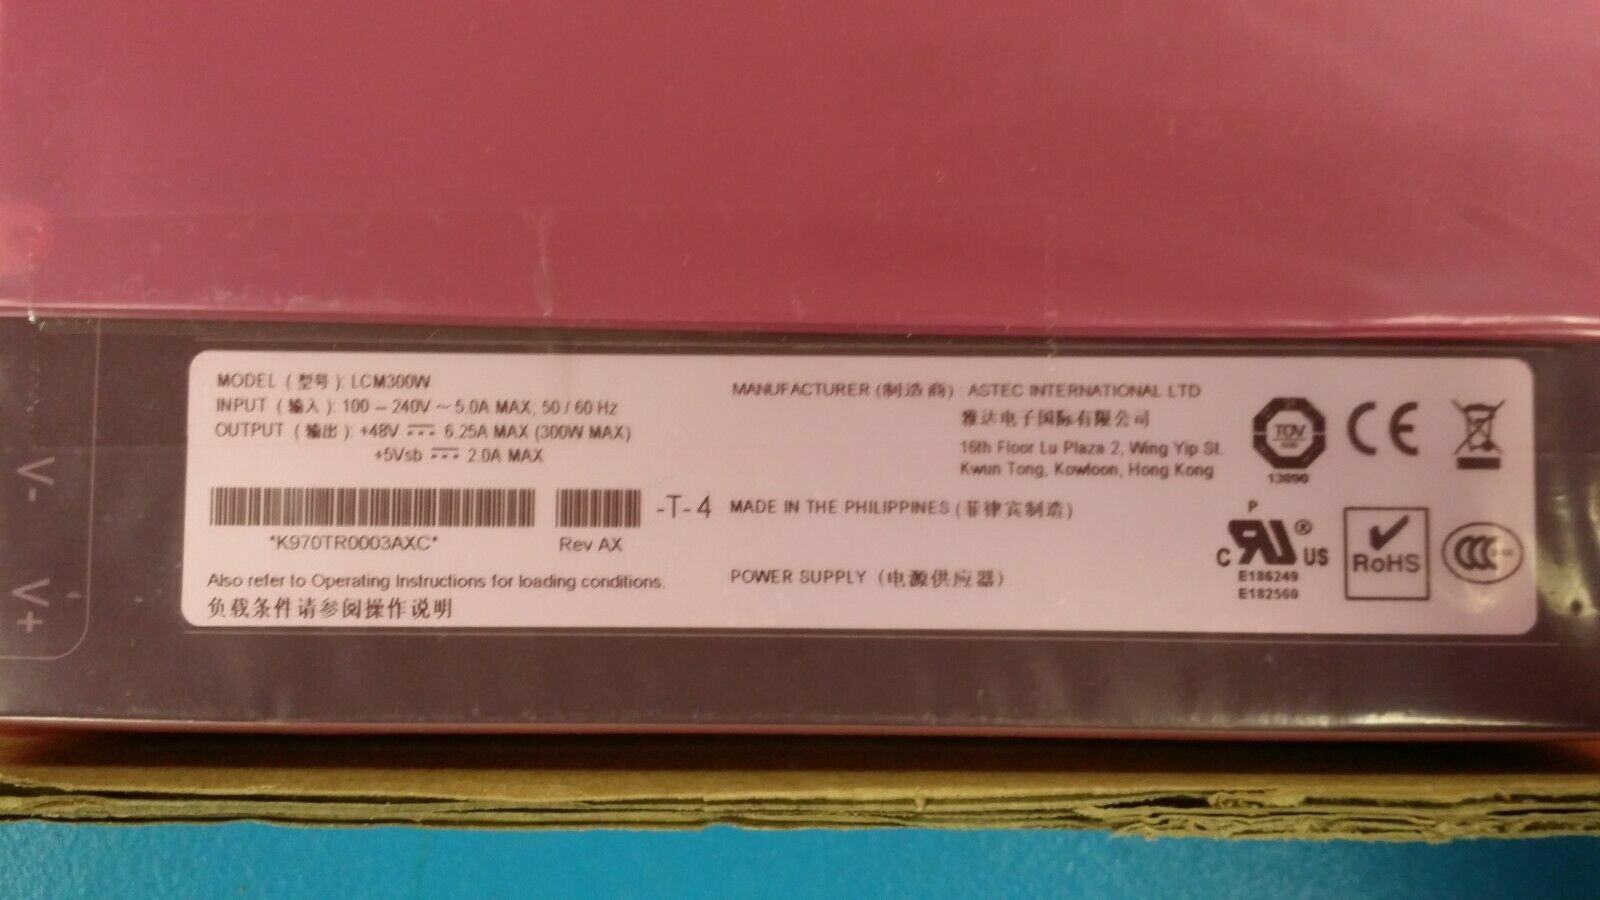 MODEL (型号): LCM300W
INPUT (输入): 100 – 240V ~ 5.0A MAX; 50 / 60 Hz
OUTPUT (输出): +48V ⎓ 6.25A MAX (300W MAX)
+5Vsb ⎓ 2.0A MAX
*K970TR0003AXC*
Rev AX
-T-4
Also refer to Operating Instructions for loading conditions.
负载条件请参阅操作说明
MANUFACTURER (制造商): ASTEC INTERNATIONAL LTD
雅达电子国际有限公司
16th Floor Lu Plaza 2, Wing Yip St.
Kwun Tong, Kowloon, Hong Kong
MADE IN THE PHILIPPINES (菲律宾制造)
POWER SUPPLY (电源供应器)
TÜV
13890
CE
P
C RU ® US
E186249
E182560
RoHS
CCC
V-
V+